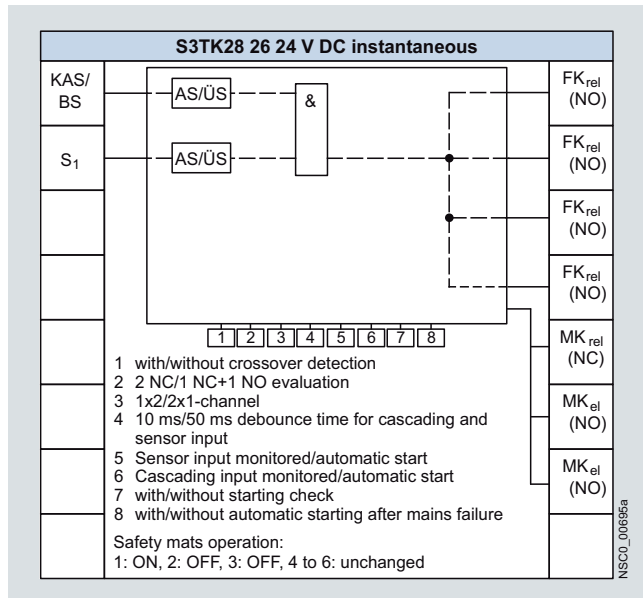 S3TK28 26 24 V DC instantaneous
KAS/
BS
S1
AS/ÜS
AS/ÜS
&
FKrel
(NO)
FKrel
(NO)
FKrel
(NO)
FKrel
(NO)
MKrel
(NC)
MKel
(NO)
MKel
(NO)
1 2 3 4 5 6 7 8
1 with/without crossover detection
2 2 NC/1 NC+1 NO evaluation
3 1x2/2x1-channel
4 10 ms/50 ms debounce time for cascading and
sensor input
5 Sensor input monitored/automatic start
6 Cascading input monitored/automatic start
7 with/without starting check
8 with/without automatic starting after mains failure
Safety mats operation:
1: ON, 2: OFF, 3: OFF, 4 to 6: unchanged
NSC0_00695a